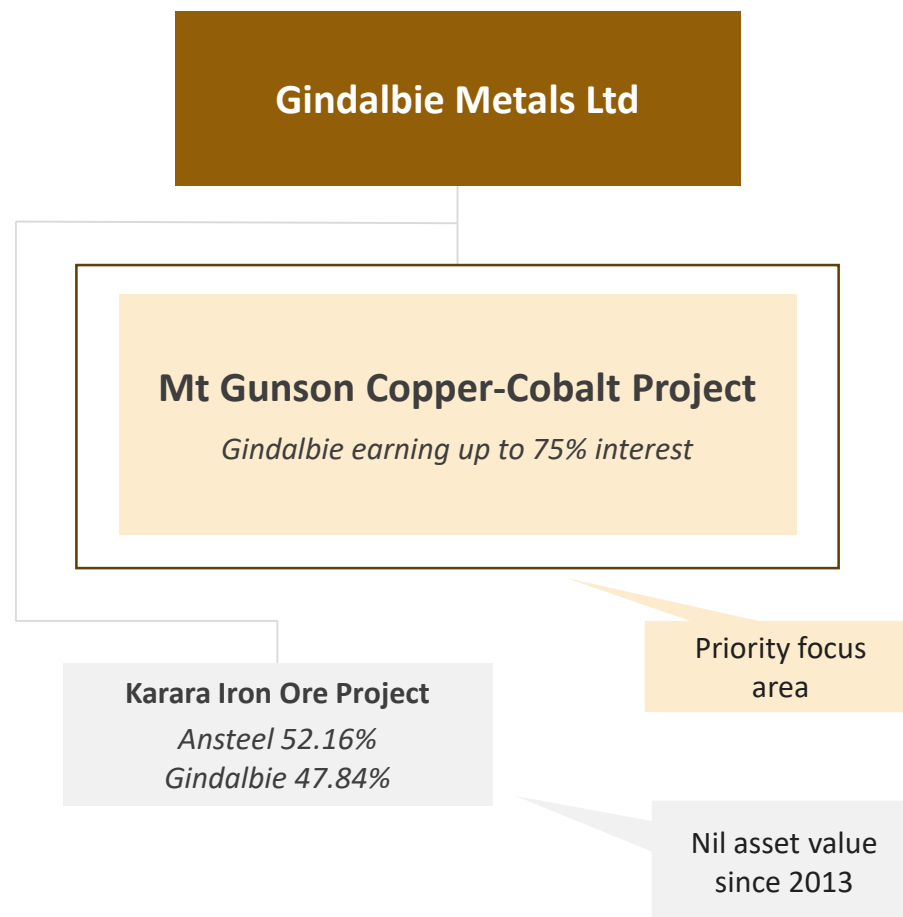 Gindalbie Metals Ltd
Mt Gunson Copper-Cobalt Project
Gindalbie earning up to 75% interest
Priority focus
area
Karara Iron Ore Project
Ansteel 52.16%
Gindalbie 47.84%
Nil asset value
since 2013